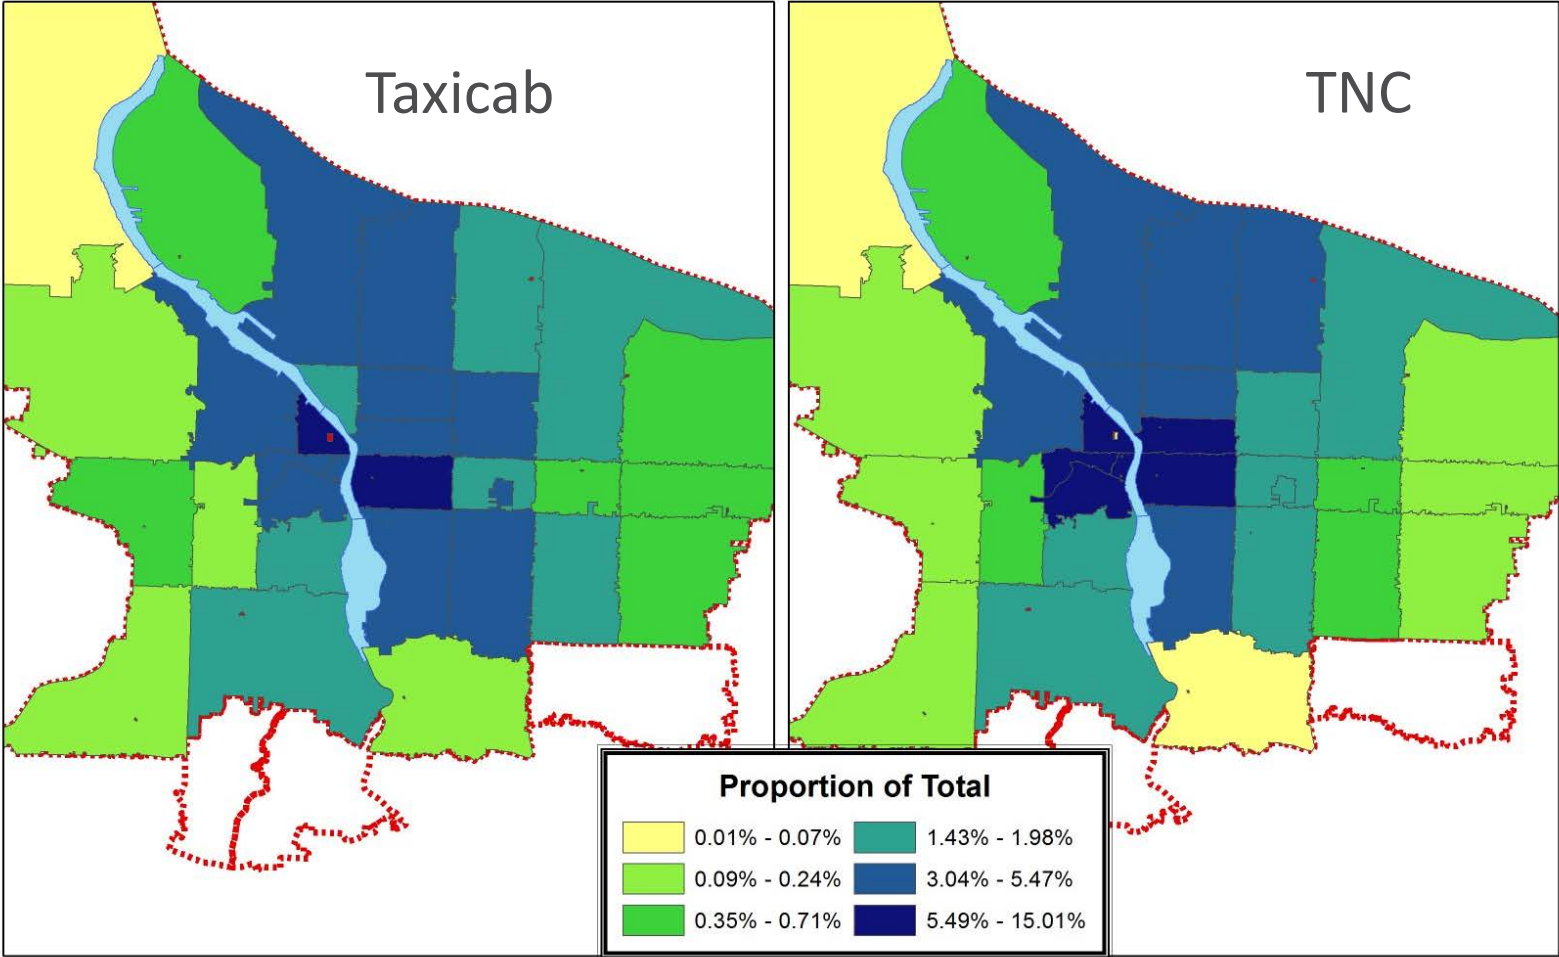 Taxicab
TNC
Proportion of Total
0.01% - 0.07%
1.43% - 1.98%
0.09% - 0.24%
3.04% - 5.47%
0.35% - 0.71%
5.49% - 15.01%